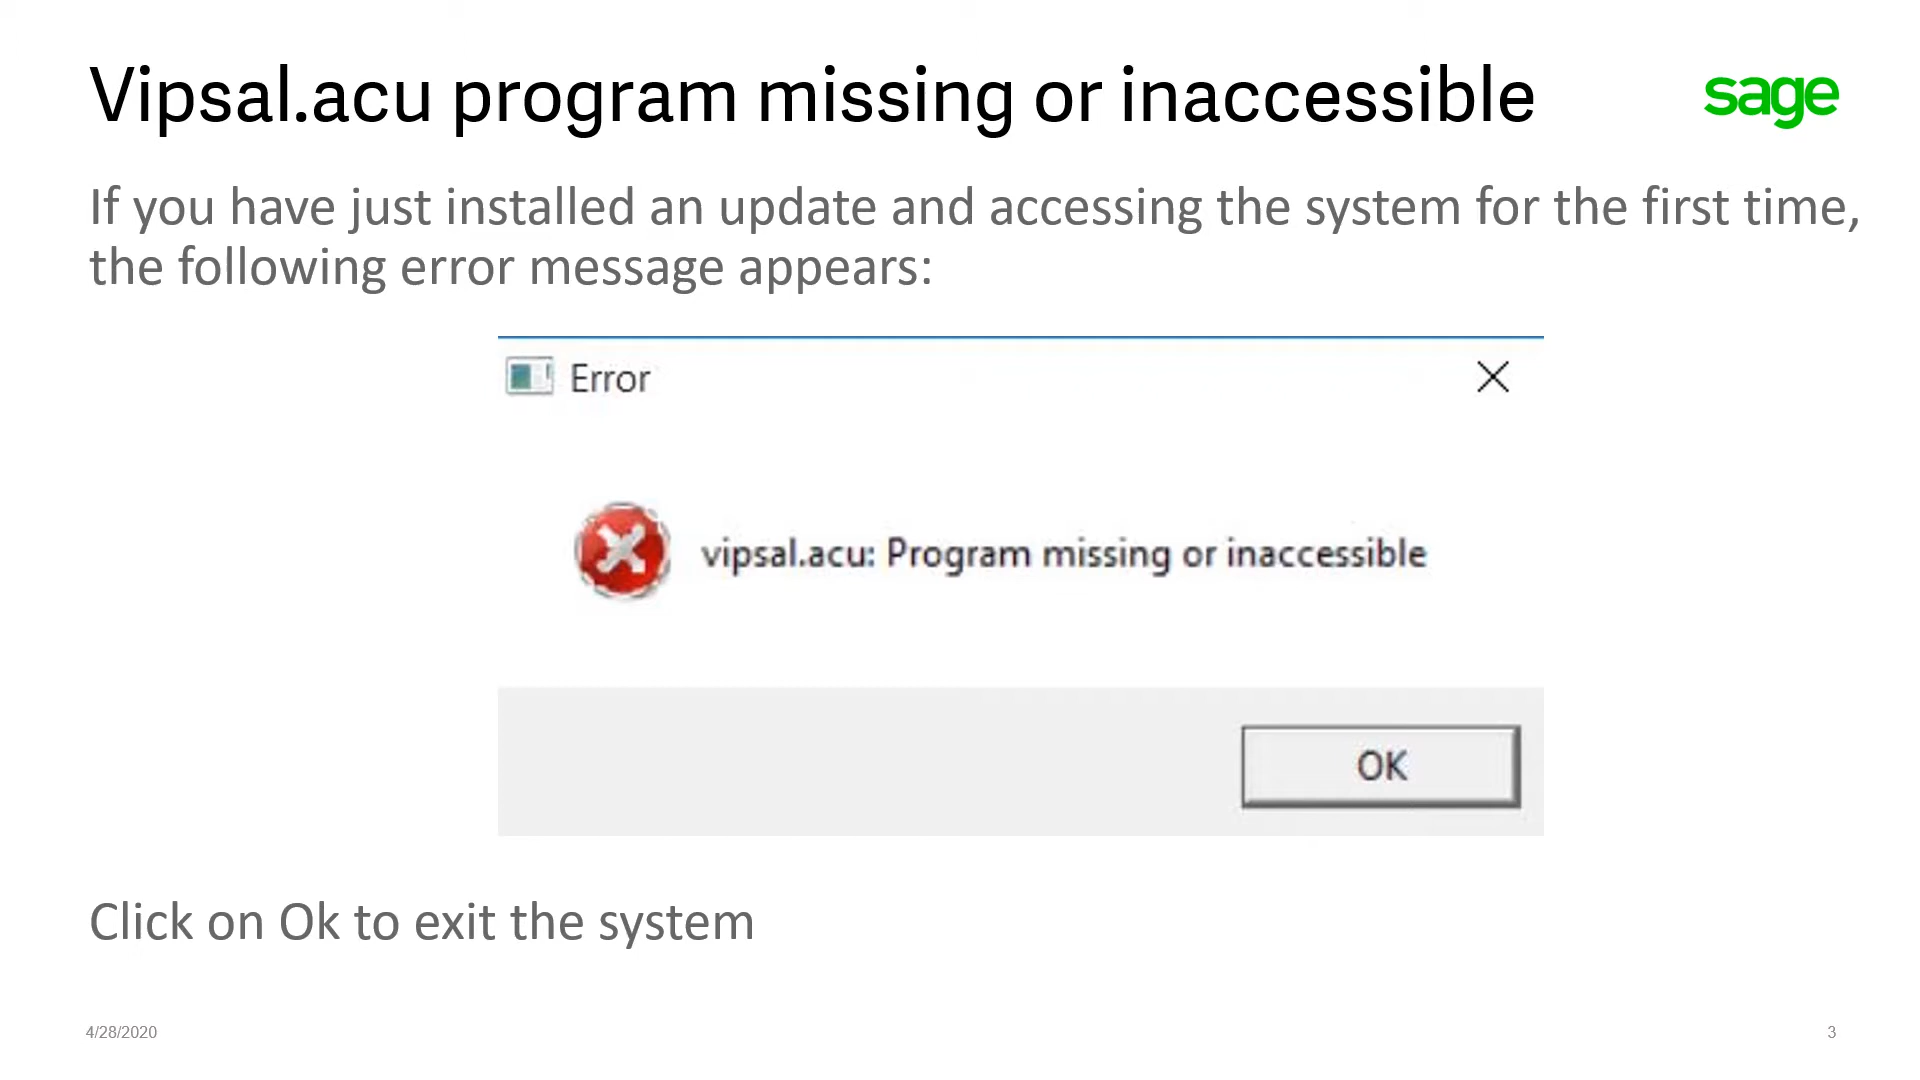 Vipsal.acu program missing or inaccessible
sage
If you have just installed an update and accessing the system for the first time,
the following error message appears:
Error
vipsal.acu: Program missing or inaccessible
OK
Click on Ok to exit the system
4/28/2020
3